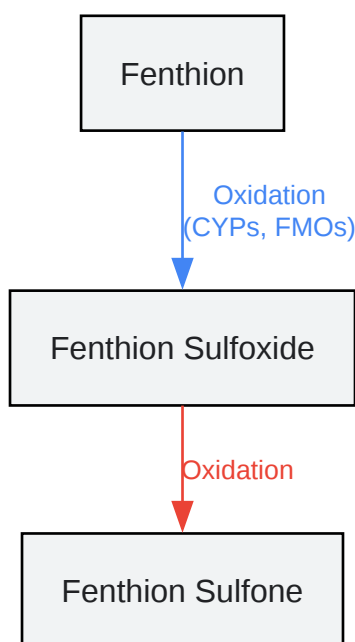 Fenthion
Oxidation
(CYPs, FMOs)
Fenthion Sulfoxide
Oxidation
Fenthion Sulfone